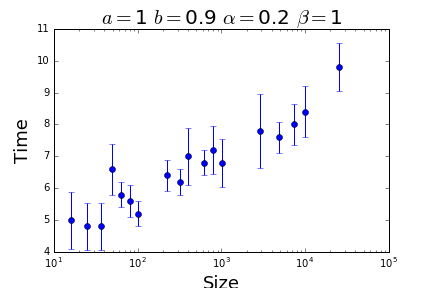 a = 1 b = 0.9 α = 0.2 β = 1
11
10
9
8
7
6
5
4
Time
10¹ 10² 10³ 10⁴ 10⁵
Size